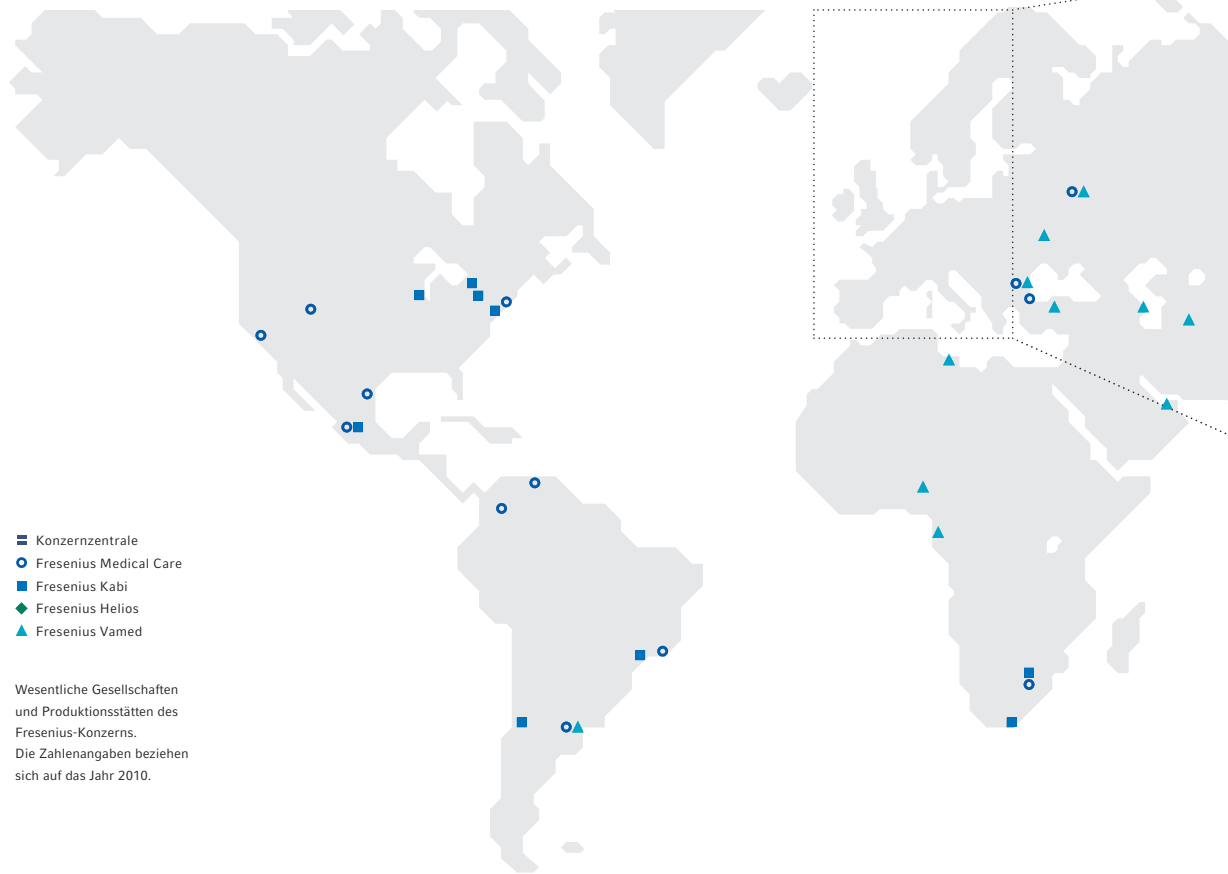 Konzernzentrale
Fresenius Medical Care
Fresenius Kabi
Fresenius Helios
Fresenius Vamed
Wesentliche Gesellschaften
und Produktionsstätten des
Fresenius-Konzerns.
Die Zahlenangaben beziehen
sich auf das Jahr 2010.